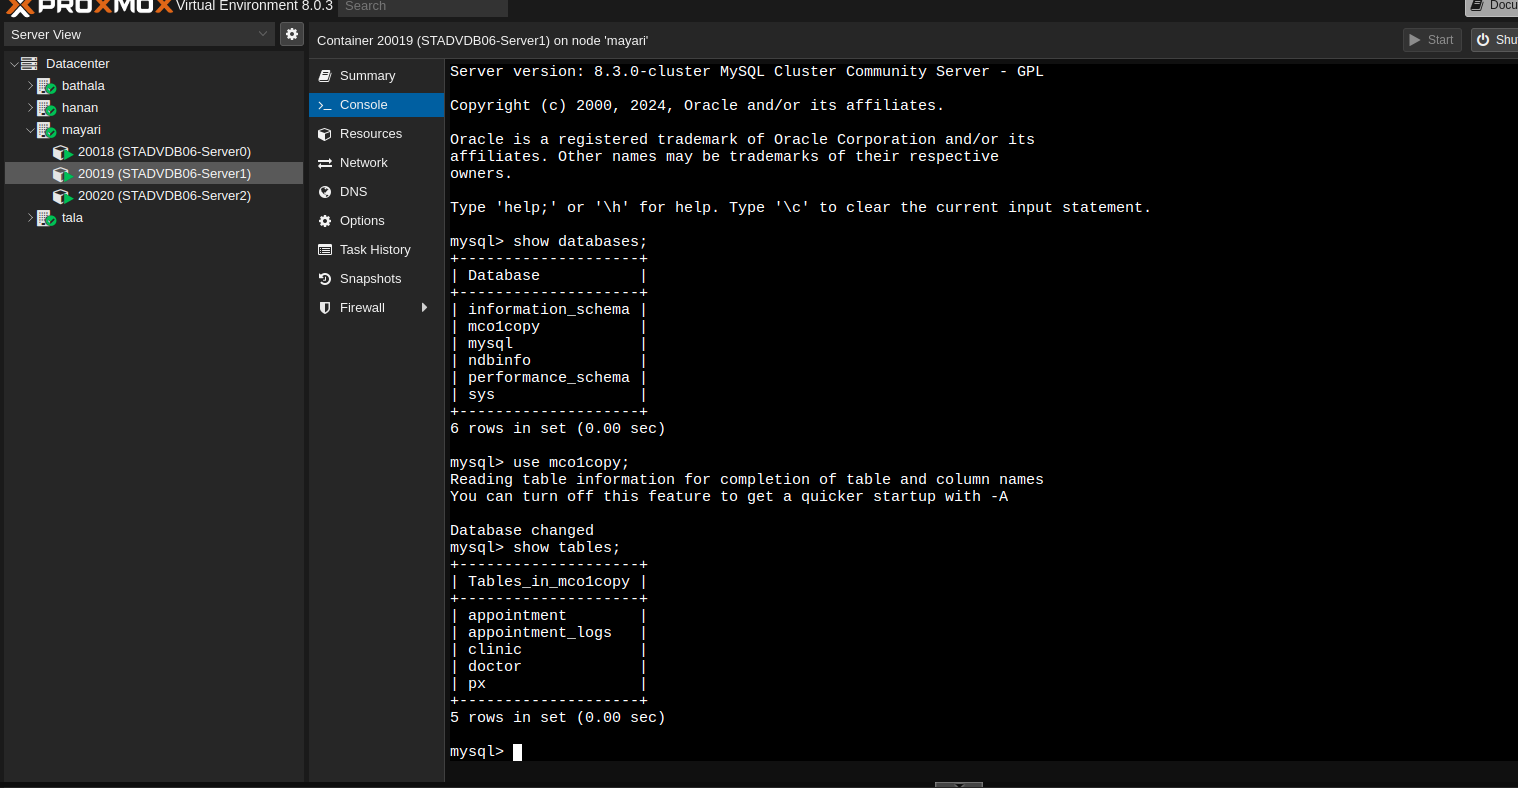 PROXMOX Virtual Environment 8.0.3 Search
Server View
Datacenter
bathala
hanan
mayari
20018 (STADVDB06-Server0)
20019 (STADVDB06-Server1)
20020 (STADVDB06-Server2)
tala
Container 20019 (STADVDB06-Server1) on node 'mayari'
Start
Summary
Console
Resources
Network
DNS
Options
Task History
Snapshots
Firewall
Server version: 8.3.0-cluster MySQL Cluster Community Server - GPL
Copyright (c) 2000, 2024, Oracle and/or its affiliates.
Oracle is a registered trademark of Oracle Corporation and/or its
affiliates. Other names may be trademarks of their respective
owners.
Type 'help;' or '\h' for help. Type '\c' to clear the current input statement.
mysql> show databases;
+--------------------+
| Database           |
+--------------------+
| information_schema |
| mco1copy           |
| mysql              |
| ndbinfo            |
| performance_schema |
| sys                |
+--------------------+
6 rows in set (0.00 sec)
mysql> use mco1copy;
Reading table information for completion of table and column names
You can turn off this feature to get a quicker startup with -A
Database changed
mysql> show tables;
+--------------------+
| Tables_in_mco1copy |
+--------------------+
| appointment        |
| appointment_logs   |
| clinic             |
| doctor             |
| px                 |
+--------------------+
5 rows in set (0.00 sec)
mysql>